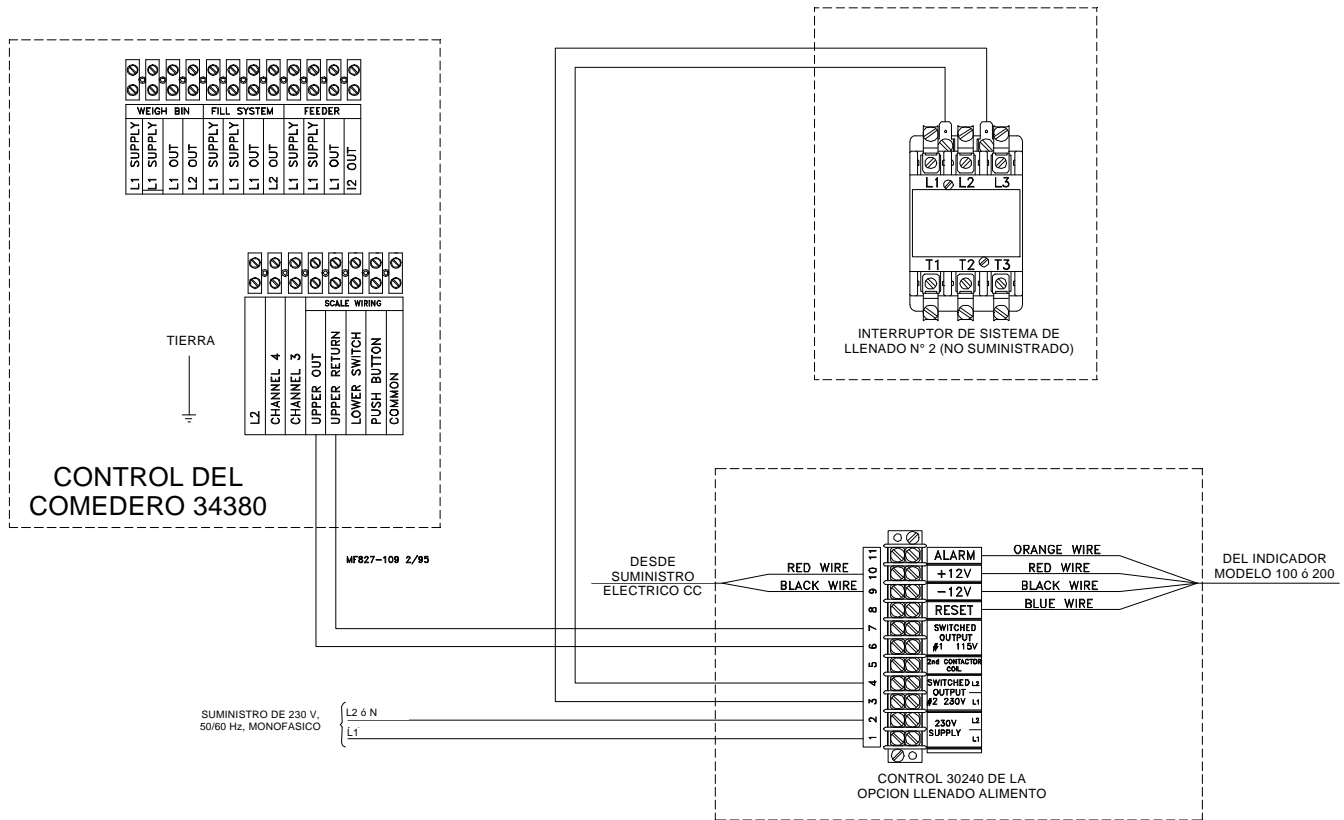 WEIGH BIN
FILL SYSTEM
FEEDER
L1 SUPPLY
L1 SUPPLY
L1 OUT
L2 OUT
L1 SUPPLY
L1 SUPPLY
L1 OUT
L2 OUT
L1 SUPPLY
L1 SUPPLY
L1 OUT
I2 OUT
SCALE WIRING
L2
CHANNEL 4
CHANNEL 3
UPPER OUT
UPPER RETURN
LOWER SWITCH
PUSH BUTTON
COMMON
TIERRA
CONTROL DEL
COMEDERO 34380
MF827-109 2/95
L1 L2 L3
T1 T2 T3
INTERRUPTOR DE SISTEMA DE
LLENADO N° 2 (NO SUMINISTRADO)
DESDE
SUMINISTRO
ELECTRICO CC
RED WIRE
BLACK WIRE
11
10
9
8
7
6
5
4
3
2
1
ALARM
+12V
-12V
RESET
SWITCHED
OUTPUT
#1 115V
2nd CONTACTOR
COIL
SWITCHED L2
OUTPUT
#2 230V L1
230V L2
SUPPLY
L1
ORANGE WIRE
RED WIRE
BLACK WIRE
BLUE WIRE
DEL INDICADOR
MODELO 100 ó 200
SUMINISTRO DE 230 V,
50/60 Hz, MONOFASICO
L2 ó N
L1
CONTROL 30240 DE LA
OPCION LLENADO ALIMENTO